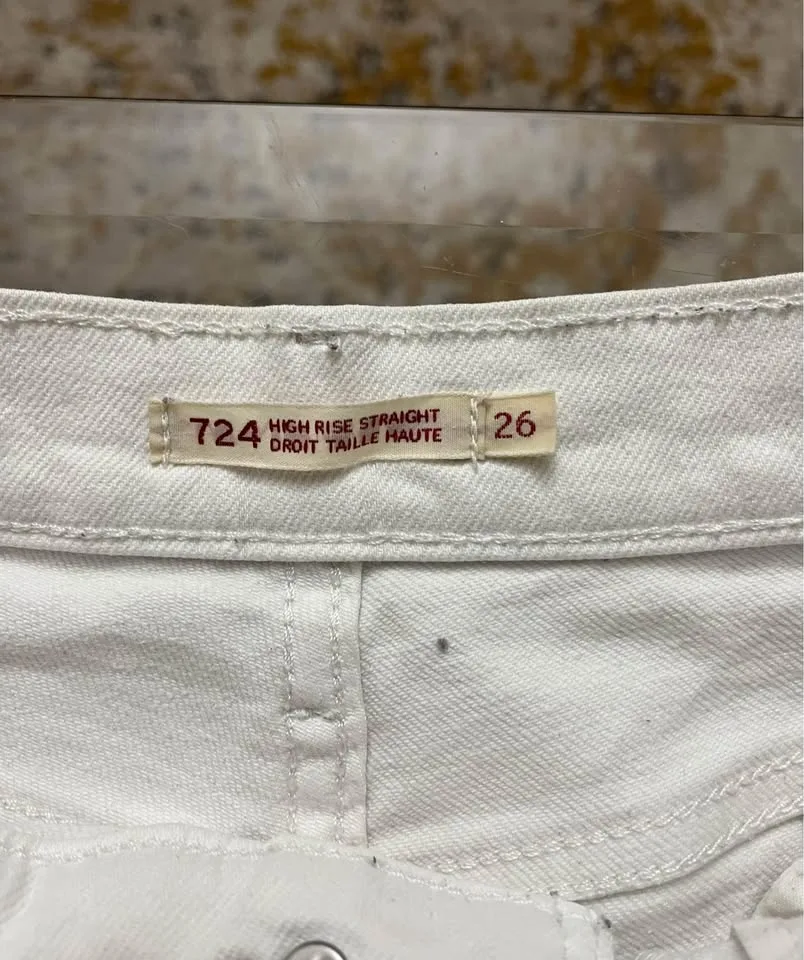 724 HIGH RISE STRAIGHT
DROIT TAILLE HAUTE
26